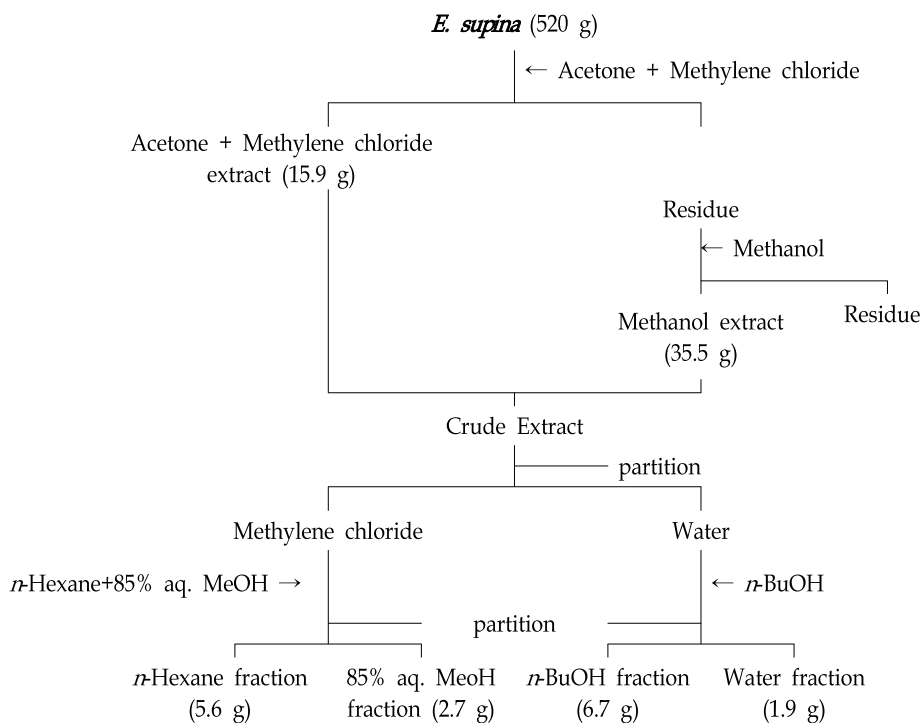 E. supina (520 g)
← Acetone + Methylene chloride
Acetone + Methylene chloride
extract (15.9 g)
Residue
← Methanol
Methanol extract
(35.5 g)
Residue
Crude Extract
partition
Methylene chloride
Water
n-Hexane+85% aq. MeOH →
← n-BuOH
partition
n-Hexane fraction
(5.6 g)
85% aq. MeoH
fraction (2.7 g)
n-BuOH fraction
(6.7 g)
Water fraction
(1.9 g)